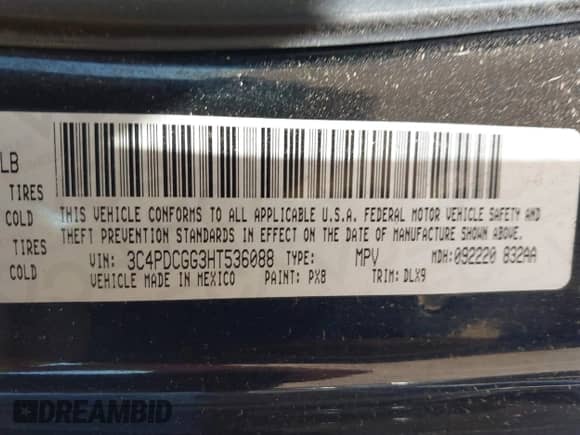 LB
TIRES
COLD
TIRES
COLD
THIS VEHICLE CONFORMS TO ALL APPLICABLE U.S.A. FEDERAL MOTOR VEHICLE SAFETY AND
THEFT PREVENTION STANDARDS IN EFFECT ON THE DATE OF MANUFACTURE SHOWN ABOVE.
VIN: 3C4PDCGG3HT536088 TYPE: MPV MDH:092220 832AA
VEHICLE MADE IN MEXICO PAINT: PX8 TRIM: DLX9
DREAMBID